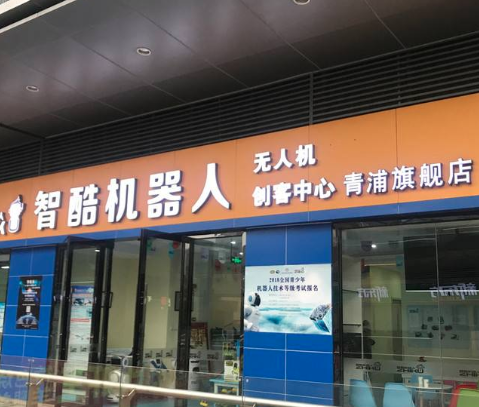 智酷机器人
无人机
创客中心 青浦旗舰店
2018全国青少年
机器人技术等级考试报名